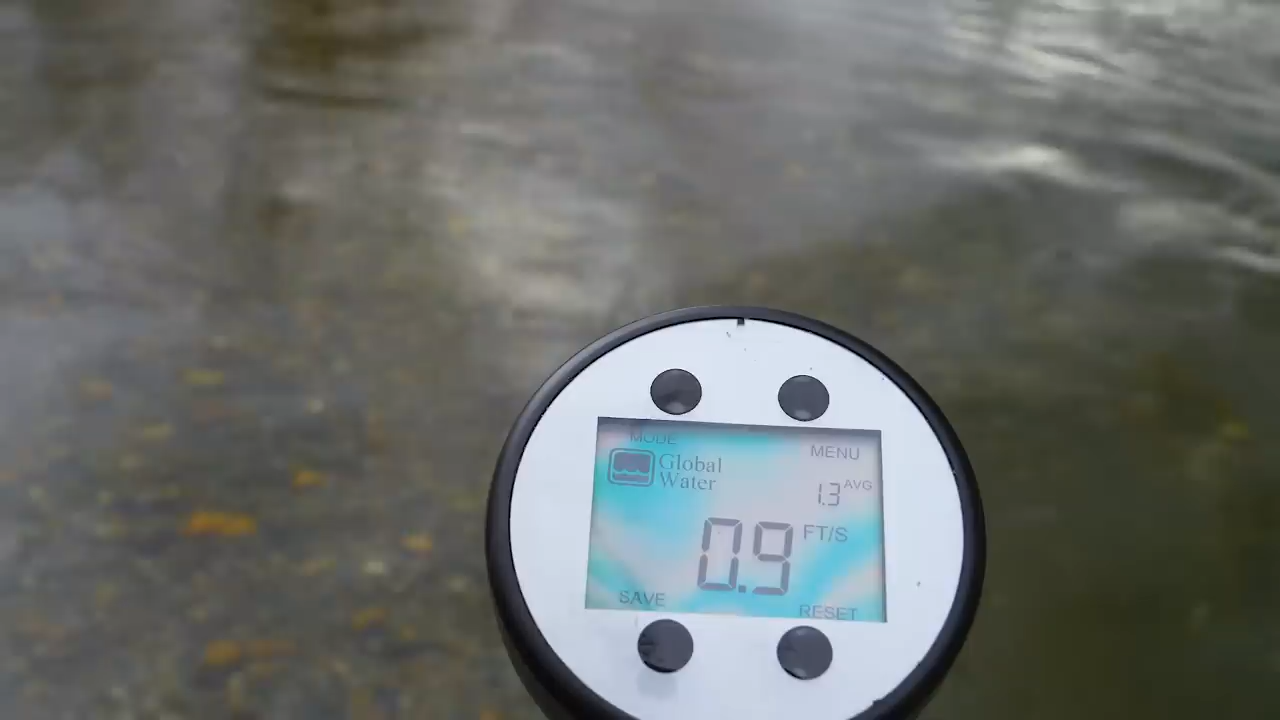 MODE
MENU
Global
Water
1.3 AVG
0.9 FT/S
SAVE
RESET